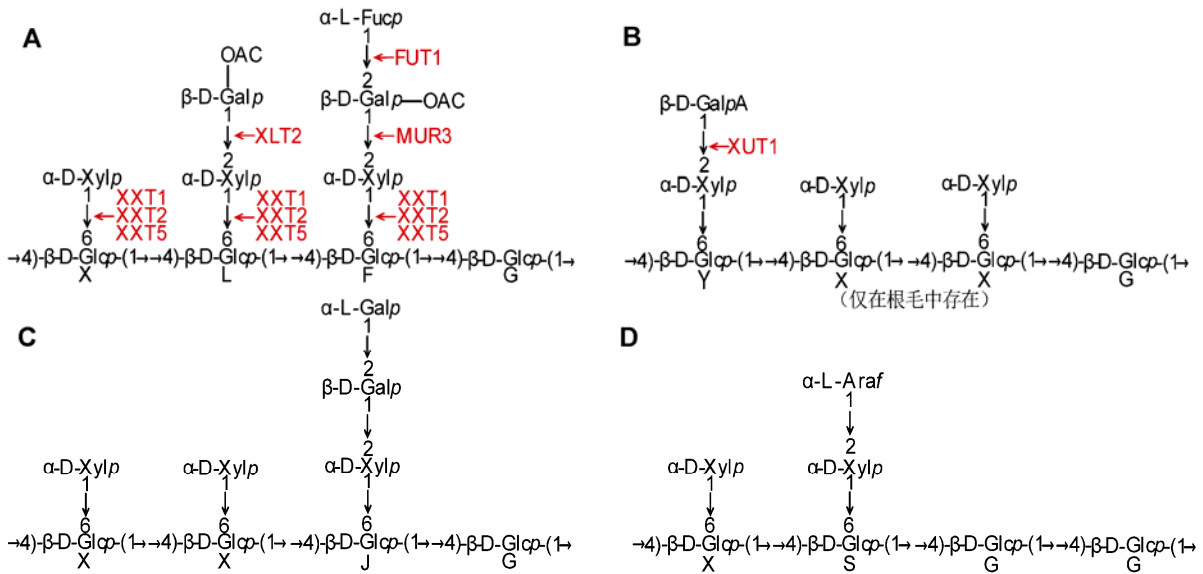 A
α-L-Fucp
1
FUT1
2
OAC
β-D-Galp
1
XLT2
β-D-Galp—OAC
1
MUR3
2
2
α-D-Xylp
1
XXT1
XXT2
XXT5
6
α-D-Xylp
1
XXT1
XXT2
XXT5
6
α-D-Xylp
1
XXT1
XXT2
XXT5
6
→4)-β-D-Glcp-(1→ →4)-β-D-Glcp-(1→ →4)-β-D-Glcp-(1→→4)-β-D-Glcp-(1→
X L F G
B
β-D-GalpA
1
XUT1
2
α-D-Xylp α-D-Xylp α-D-Xylp
1 1 1
6 6 6
→4)-β-D-Glcp-(1→ →4)-β-D-Glcp-(1→ →4)-β-D-Glcp-(1→ →4)-β-D-Glcp-(1→
Y X X G
（仅在根毛中存在）
C
α-L-Galp
1
2
β-D-Galp
1
2
α-D-Xylp α-D-Xylp α-D-Xylp
1 1 1
6 6 6
→4)-β-D-Glcp-(1→ →4)-β-D-Glcp-(1→ →4)-β-D-Glcp-(1→→4)-β-D-Glcp-(1→
X X J G
D
α-L-Araf
1
2
α-D-Xylp α-D-Xylp
1 1
6 6
→4)-β-D-Glcp-(1→ →4)-β-D-Glcp-(1→ →4)-β-D-Glcp-(1→→4)-β-D-Glcp-(1→
X S G G